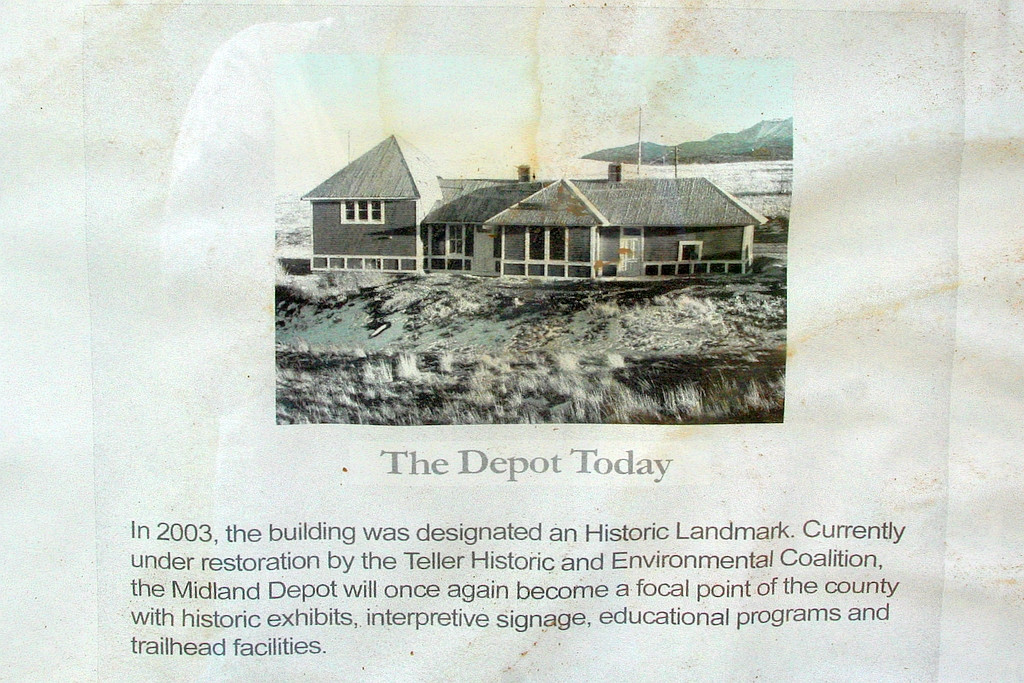 The Depot Today
In 2003, the building was designated an Historic Landmark. Currently
under restoration by the Teller Historic and Environmental Coalition,
the Midland Depot will once again become a focal point of the county
with historic exhibits, interpretive signage, educational programs and
trailhead facilities.